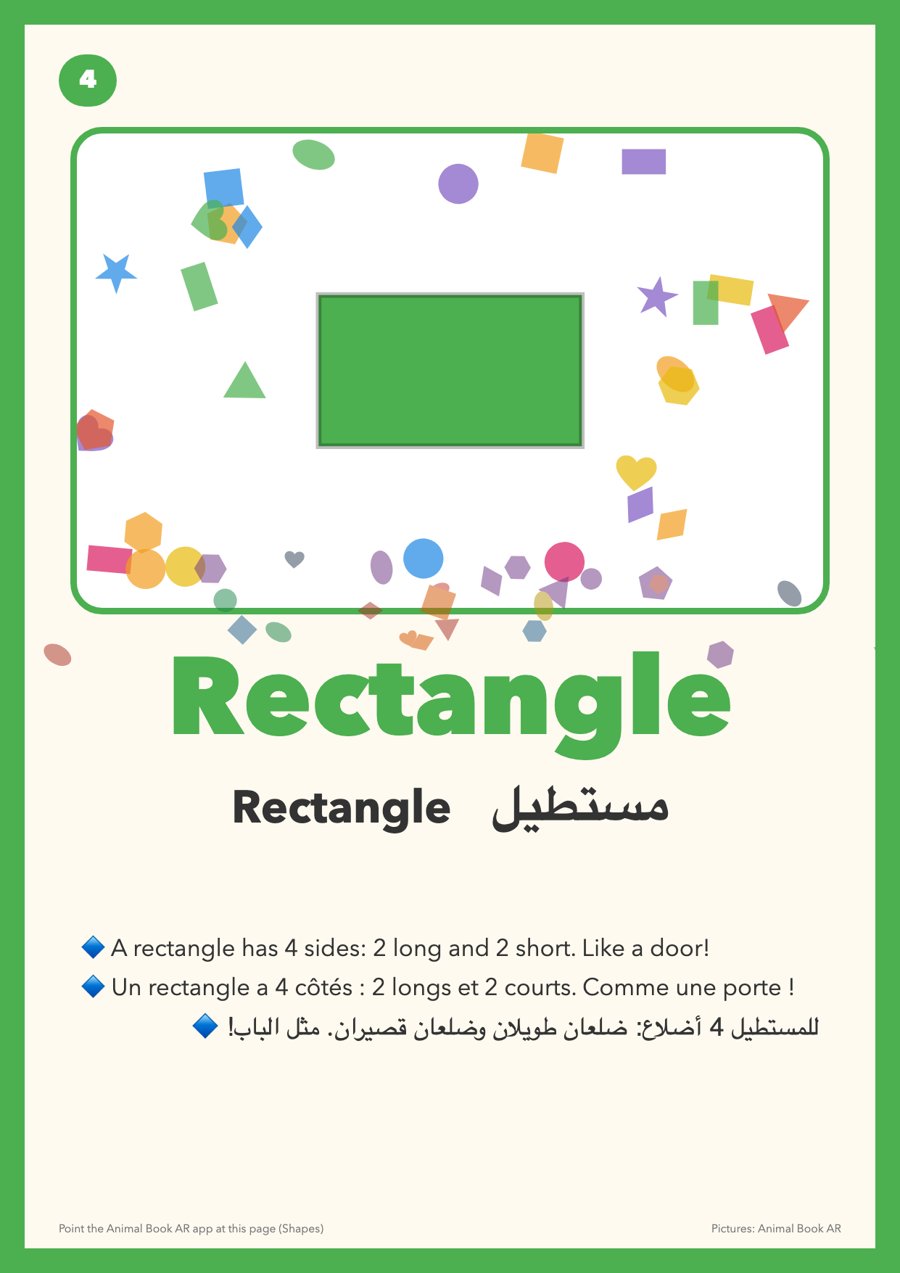 4
Rectangle
Rectangle مستطيل
🔷 A rectangle has 4 sides: 2 long and 2 short. Like a door!
🔷 Un rectangle a 4 côtés : 2 longs et 2 courts. Comme une porte !
🔷 للمستطيل 4 أضلاع: ضلعان طويلان وضلعان قصيران. مثل الباب!
Point the Animal Book AR app at this page (Shapes)
Pictures: Animal Book AR